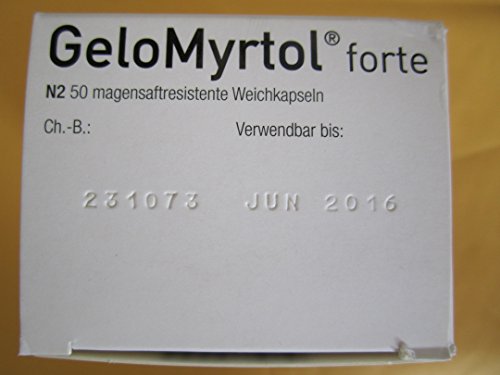 GeloMyrtol® forte
N2 50 magensaftresistente Weichkapseln
Ch.-B.: Verwendbar bis:
231073 JUN 2016